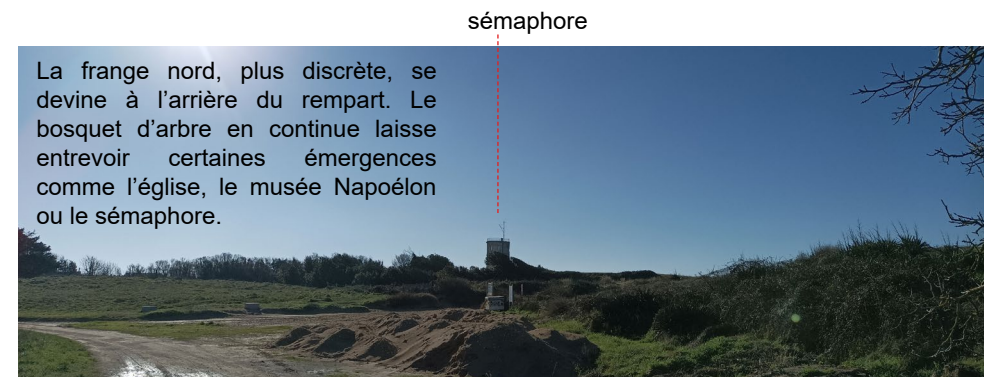 sémaphore
La frange nord, plus discrète, se
devine à l’arrière du rempart. Le
bosquet d’arbre en continue laisse
entrevoir certaines émergences
comme l’église, le musée Napoélon
ou le sémaphore.